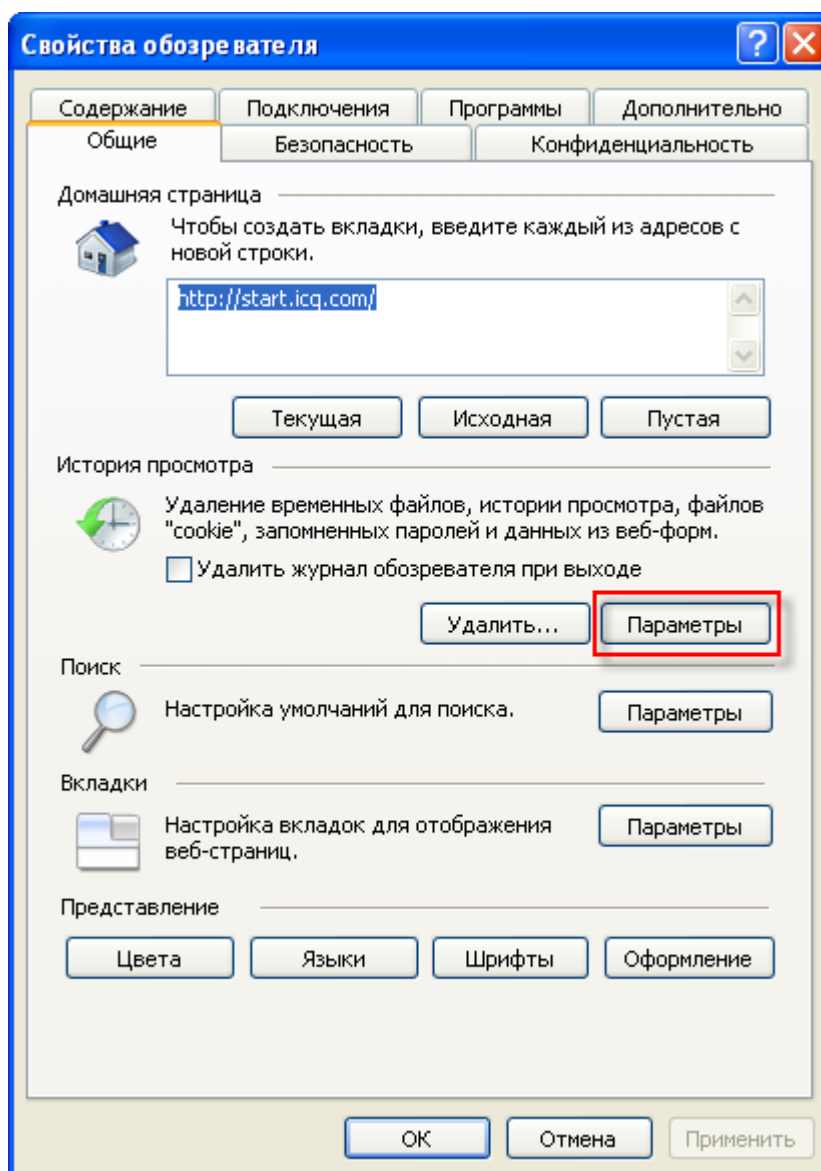 Свойства обозревателя
Содержание Подключения Программы Дополнительно
Общие Безопасность Конфиденциальность
Домашняя страница
Чтобы создать вкладки, введите каждый из адресов с
новой строки.
http://start.icq.com/
Текущая Исходная Пустая
История просмотра
Удаление временных файлов, истории просмотра, файлов
"cookie", запомненных паролей и данных из веб-форм.
Удалить журнал обозревателя при выходе
Удалить... Параметры
Поиск
Настройка умолчаний для поиска. Параметры
Вкладки
Настройка вкладок для отображения
веб-страниц. Параметры
Представление
Цвета Языки Шрифты Оформление
ОК Отмена Применить